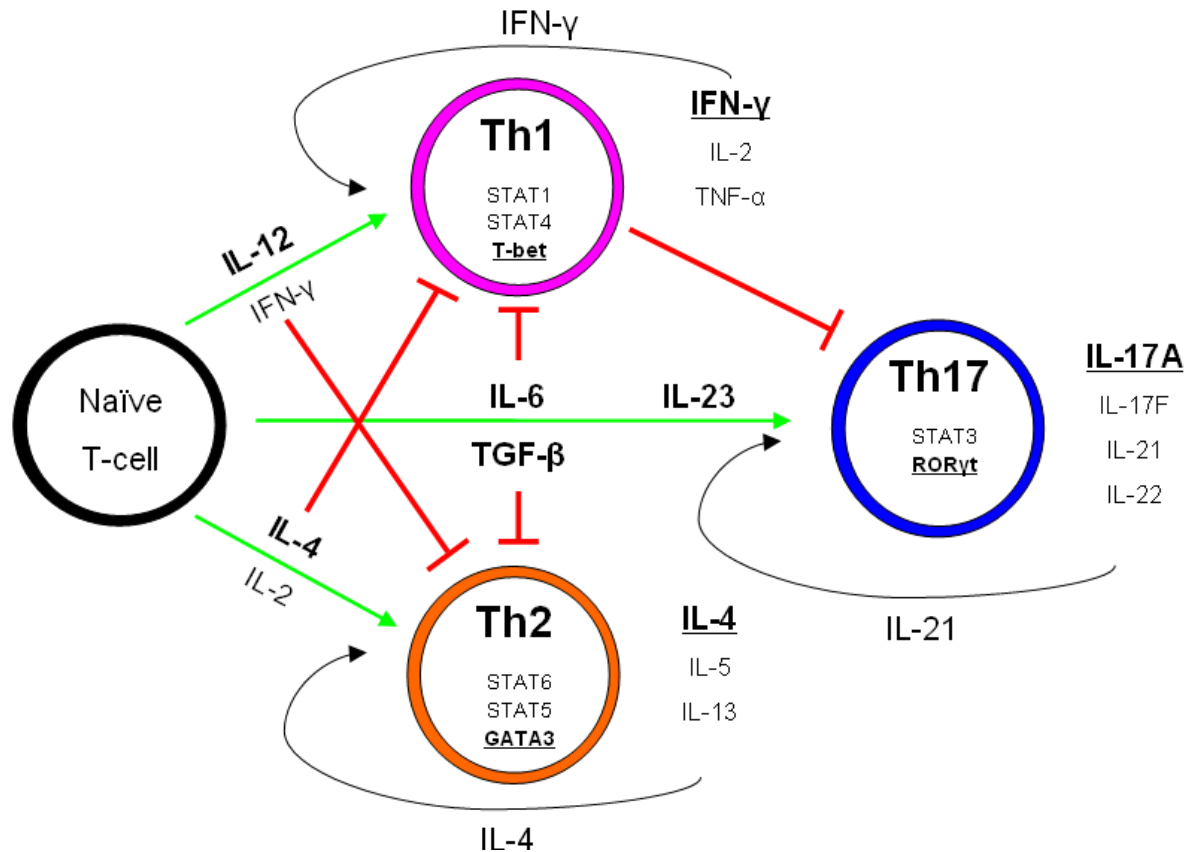 IFN-γ
Th1
STAT1
STAT4
T-bet
IFN-γ
IL-2
TNF-α
IL-12
IFN-γ
Naïve
T-cell
IL-6
IL-23
TGF-β
Th17
STAT3
RORγt
IL-17A
IL-17F
IL-21
IL-22
IL-21
IL-4
IL-2
Th2
STAT6
STAT5
GATA3
IL-4
IL-5
IL-13
IL-4